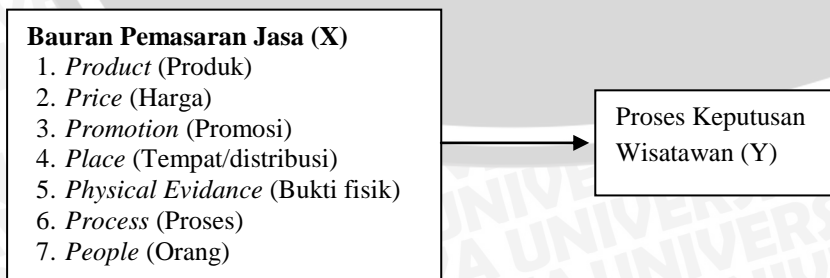 Bauran Pemasaran Jasa (X)
1. Product (Produk)
2. Price (Harga)
3. Promotion (Promosi)
4. Place (Tempat/distribusi)
5. Physical Evidance (Bukti fisik)
6. Process (Proses)
7. People (Orang)
Proses Keputusan
Wisatawan (Y)